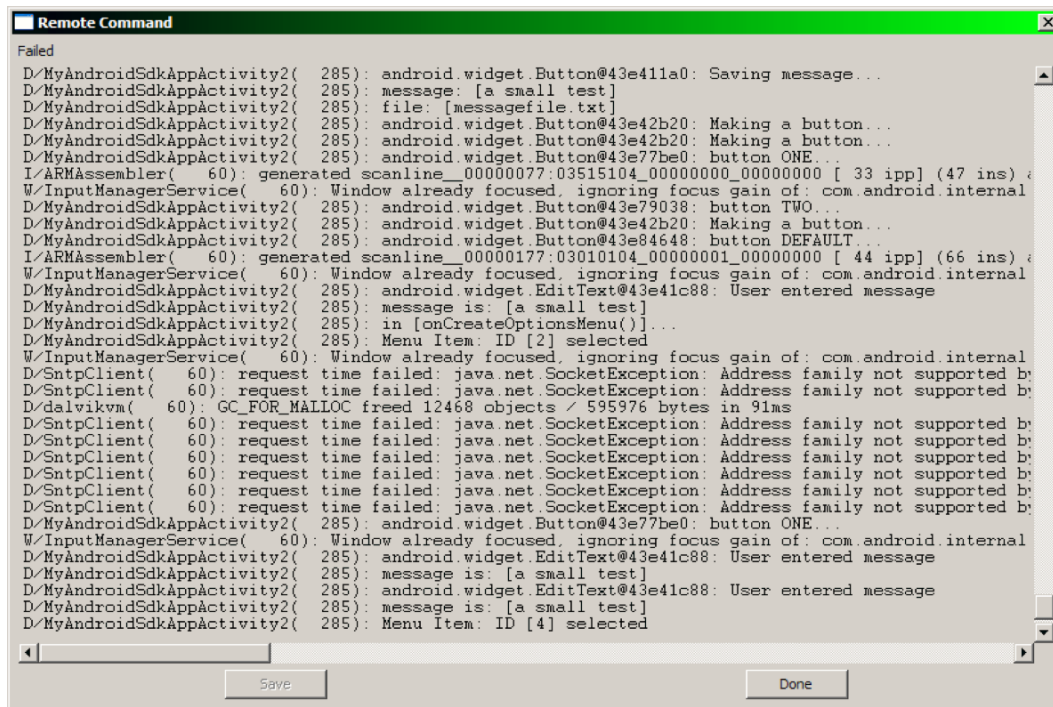 Remote Command
Failed
D/MyAndroidSdkAppActivity2(  285): android.widget.Button@43e411a0: Saving message...
D/MyAndroidSdkAppActivity2(  285): message: [a small test]
D/MyAndroidSdkAppActivity2(  285): file: [messagefile.txt]
D/MyAndroidSdkAppActivity2(  285): android.widget.Button@43e42b20: Making a button...
D/MyAndroidSdkAppActivity2(  285): android.widget.Button@43e42b20: Making a button...
D/MyAndroidSdkAppActivity2(  285): android.widget.Button@43e77be0: button ONE...
I/ARMAssembler(   60): generated scanline__00000077:03515104_00000000_00000000 [ 33 ipp] (47 ins)
W/InputManagerService(   60): Window already focused, ignoring focus gain of: com.android.internal
D/MyAndroidSdkAppActivity2(  285): android.widget.Button@43e79038: button TWO...
D/MyAndroidSdkAppActivity2(  285): android.widget.Button@43e42b20: Making a button...
D/MyAndroidSdkAppActivity2(  285): android.widget.Button@43e84648: button DEFAULT...
I/ARMAssembler(   60): generated scanline__00000177:03010104_00000001_00000000 [ 44 ipp] (66 ins)
W/InputManagerService(   60): Window already focused, ignoring focus gain of: com.android.internal
D/MyAndroidSdkAppActivity2(  285): android.widget.EditText@43e41c88: User entered message
D/MyAndroidSdkAppActivity2(  285): message is: [a small test]
D/MyAndroidSdkAppActivity2(  285): in [onCreateOptionsMenu()]...
D/MyAndroidSdkAppActivity2(  285): Menu Item: ID [2] selected
W/InputManagerService(   60): Window already focused, ignoring focus gain of: com.android.internal
D/SntpClient(   60): request time failed: java.net.SocketException: Address family not supported by
D/SntpClient(   60): request time failed: java.net.SocketException: Address family not supported by
D/dalvikvm(   60): GC_FOR_MALLOC freed 12468 objects / 595976 bytes in 91ms
D/SntpClient(   60): request time failed: java.net.SocketException: Address family not supported by
D/SntpClient(   60): request time failed: java.net.SocketException: Address family not supported by
D/SntpClient(   60): request time failed: java.net.SocketException: Address family not supported by
D/SntpClient(   60): request time failed: java.net.SocketException: Address family not supported by
D/SntpClient(   60): request time failed: java.net.SocketException: Address family not supported by
D/SntpClient(   60): request time failed: java.net.SocketException: Address family not supported by
D/MyAndroidSdkAppActivity2(  285): android.widget.Button@43e77be0: button ONE...
W/InputManagerService(   60): Window already focused, ignoring focus gain of: com.android.internal
D/MyAndroidSdkAppActivity2(  285): android.widget.EditText@43e41c88: User entered message
D/MyAndroidSdkAppActivity2(  285): message is: [a small test]
D/MyAndroidSdkAppActivity2(  285): android.widget.EditText@43e41c88: User entered message
D/MyAndroidSdkAppActivity2(  285): message is: [a small test]
D/MyAndroidSdkAppActivity2(  285): Menu Item: ID [4] selected
Save
Done